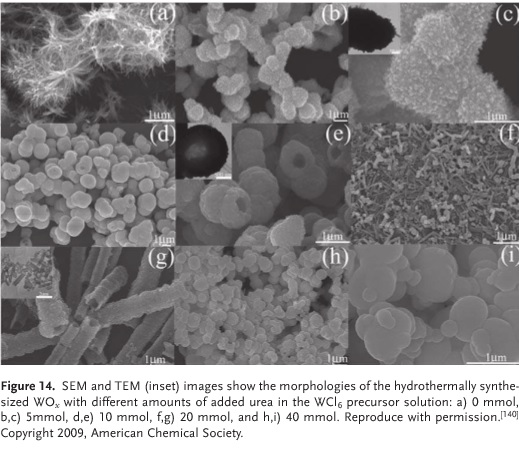 (a) (b) (c)
1μm 1μm 1μm
(d) (e) (f)
1μm 1μm 1μm
(g) (h) (i)
1μm 1μm 1μm
Figure 14. SEM and TEM (inset) images show the morphologies of the hydrothermally synthe-
sized WOx with different amounts of added urea in the WCl6 precursor solution: a) 0 mmol,
b,c) 5mmol, d,e) 10 mmol, f,g) 20 mmol, and h,i) 40 mmol. Reproduce with permission.[140]
Copyright 2009, American Chemical Society.